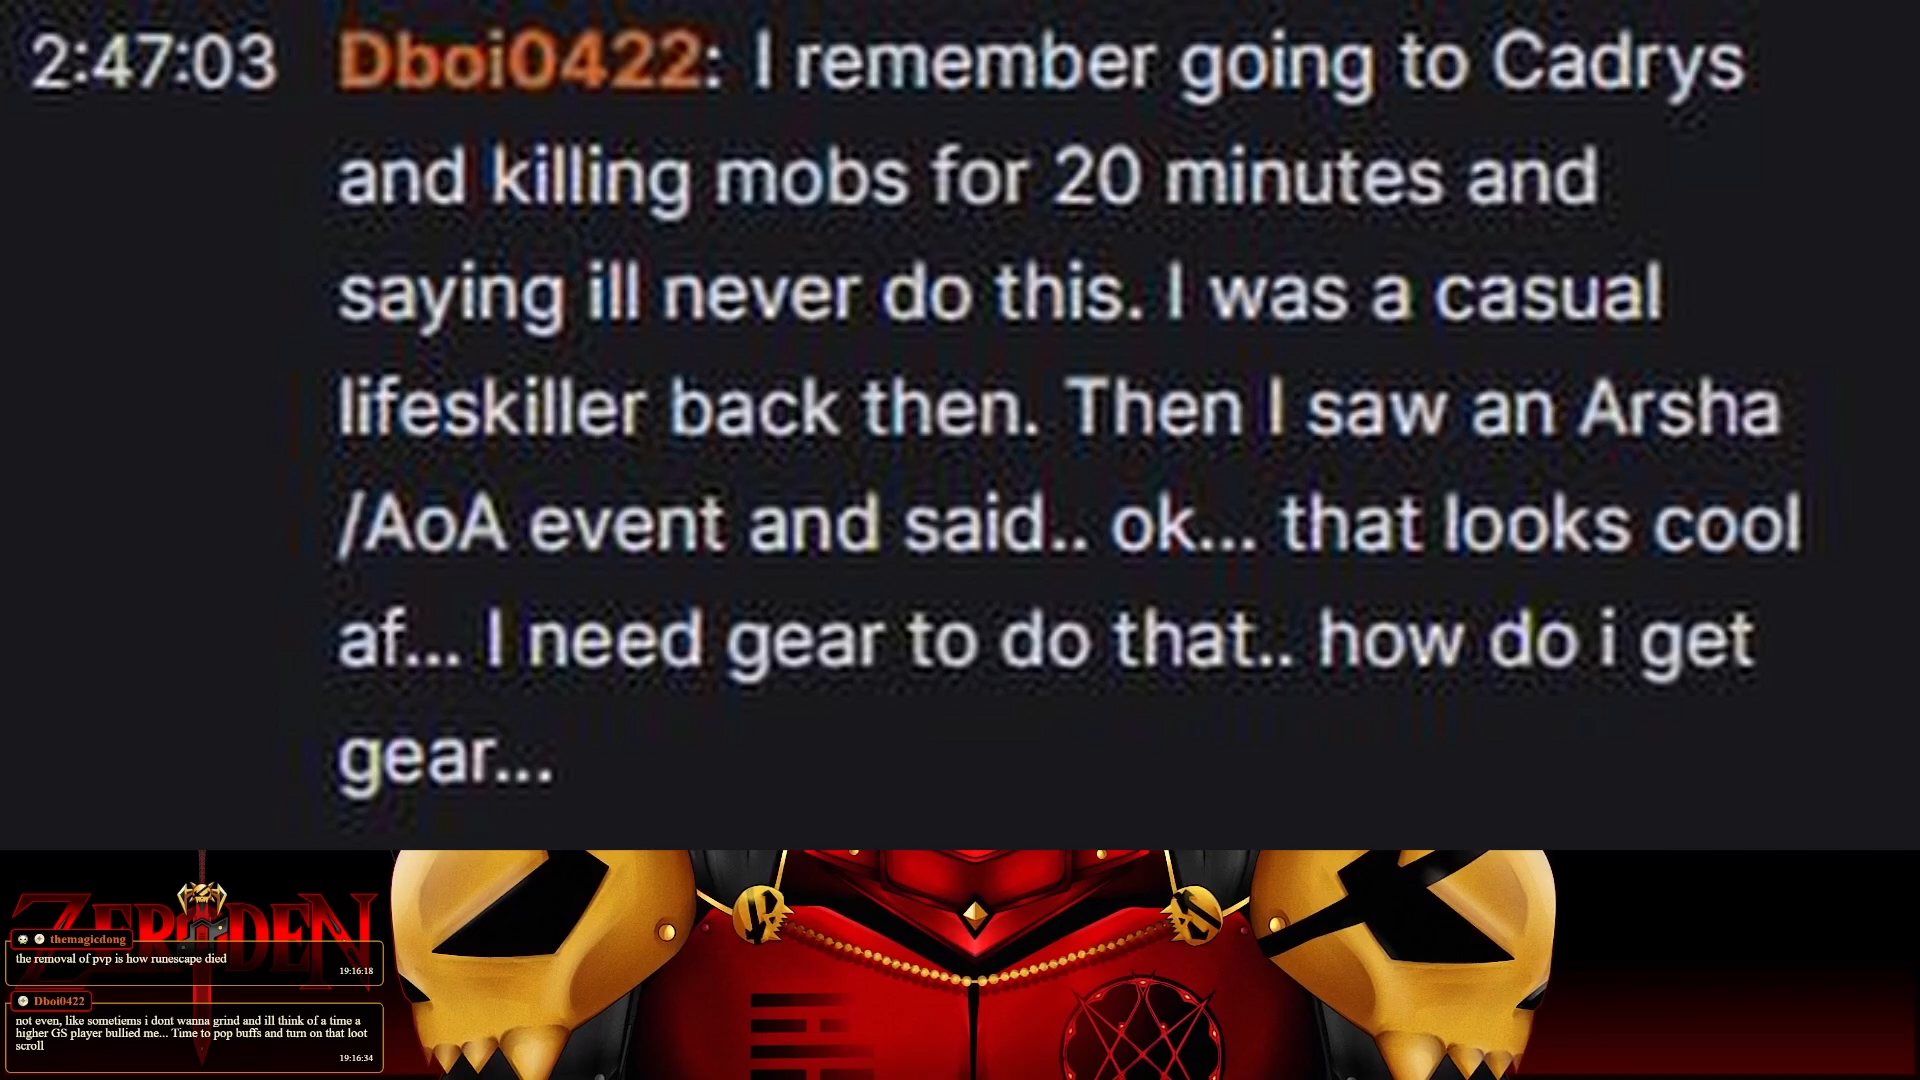 2:47:03 Dboi0422: I remember going to Cadrys
and killing mobs for 20 minutes and
saying ill never do this. I was a casual
lifeskiller back then. Then I saw an Arsha
/AoA event and said.. ok... that looks cool
af... I need gear to do that.. how do i get
gear...
ZERODEN
themagicdong
the removal of pvp is how runescape died
19:16:18
Dboi0422
not even, like sometiems i dont wanna grind and ill think of a time a
higher GS player bullied me... Time to pop buffs and turn on that loot
scroll
19:16:34